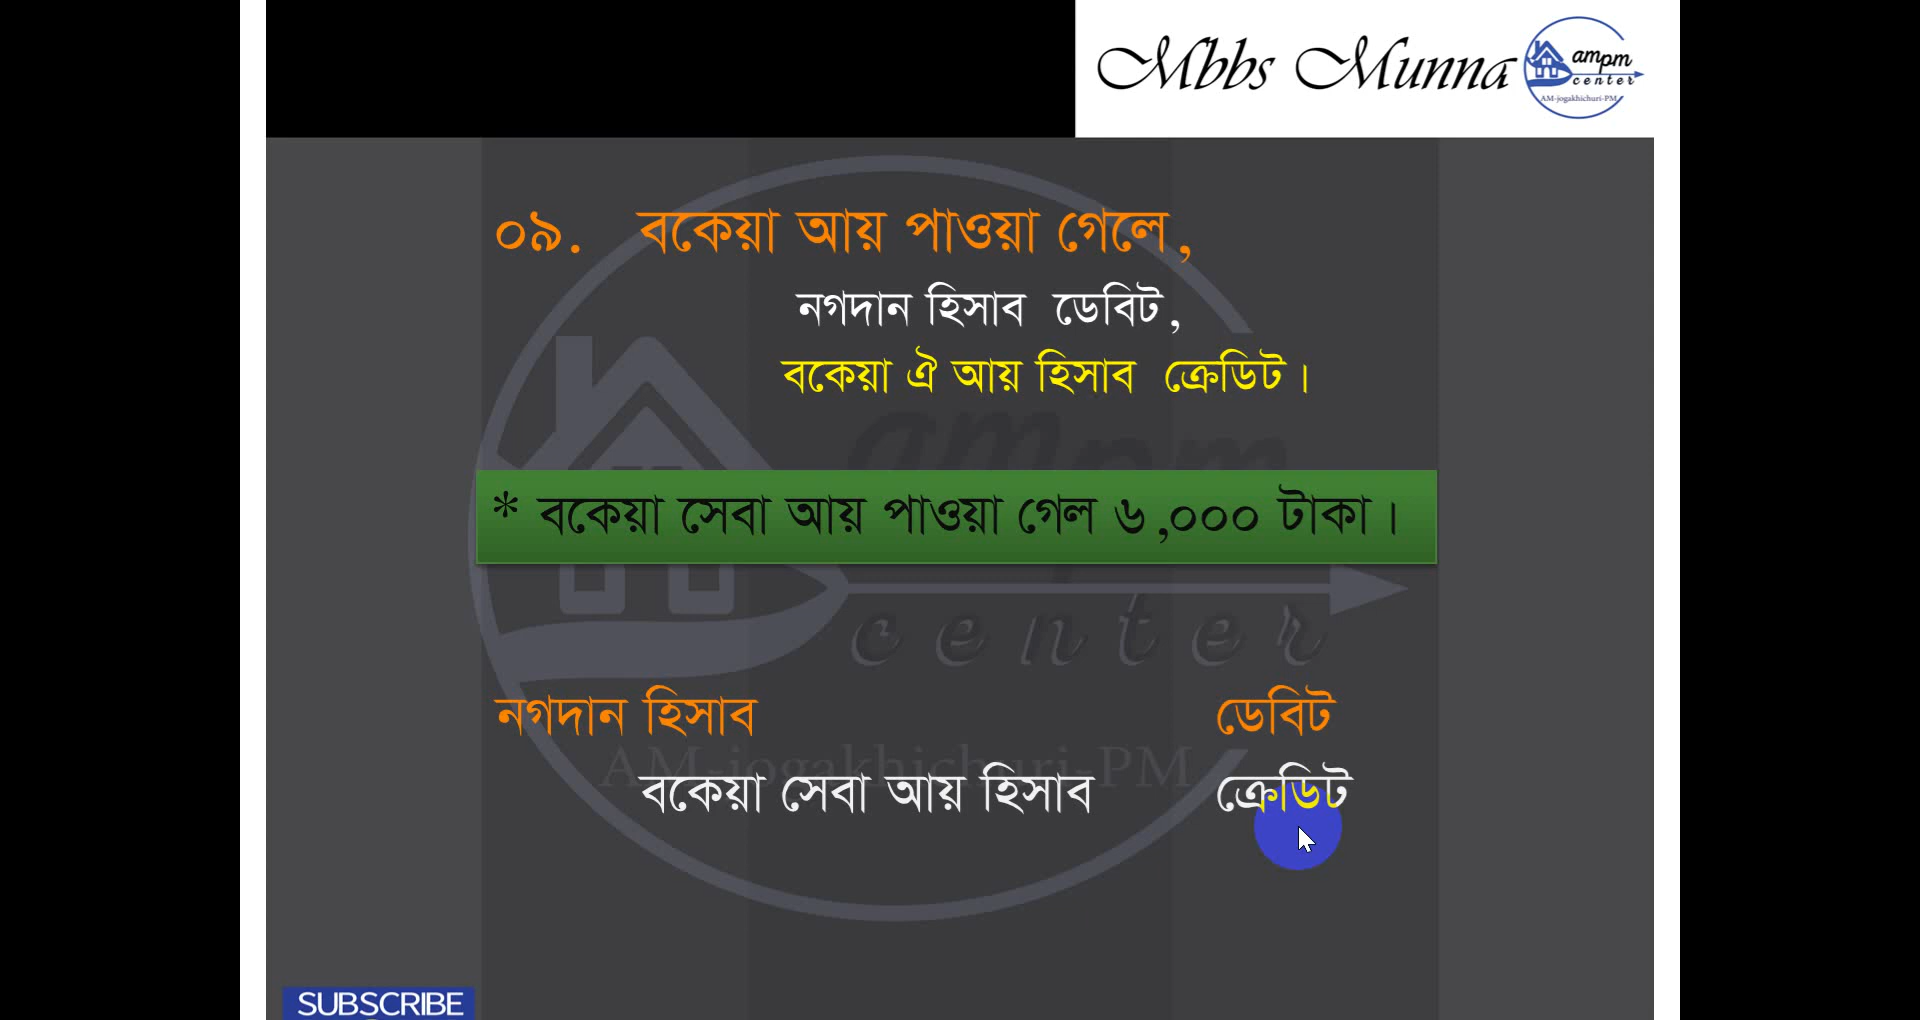 Mbbs Munna
ampm
center
AM-jogakhichuri-PM
০৯. বকেয়া আয় পাওয়া গেলে,
নগদান হিসাব ডেবিট,
বকেয়া ঐ আয় হিসাব ক্রেডিট।
ampm
* বকেয়া সেবা আয় পাওয়া গেল ৬,০০০ টাকা।
center
নগদান হিসাব ডেবিট
AM-jogakhichuri-PM
বকেয়া সেবা আয় হিসাব ক্রেডিট
SUBSCRIBE